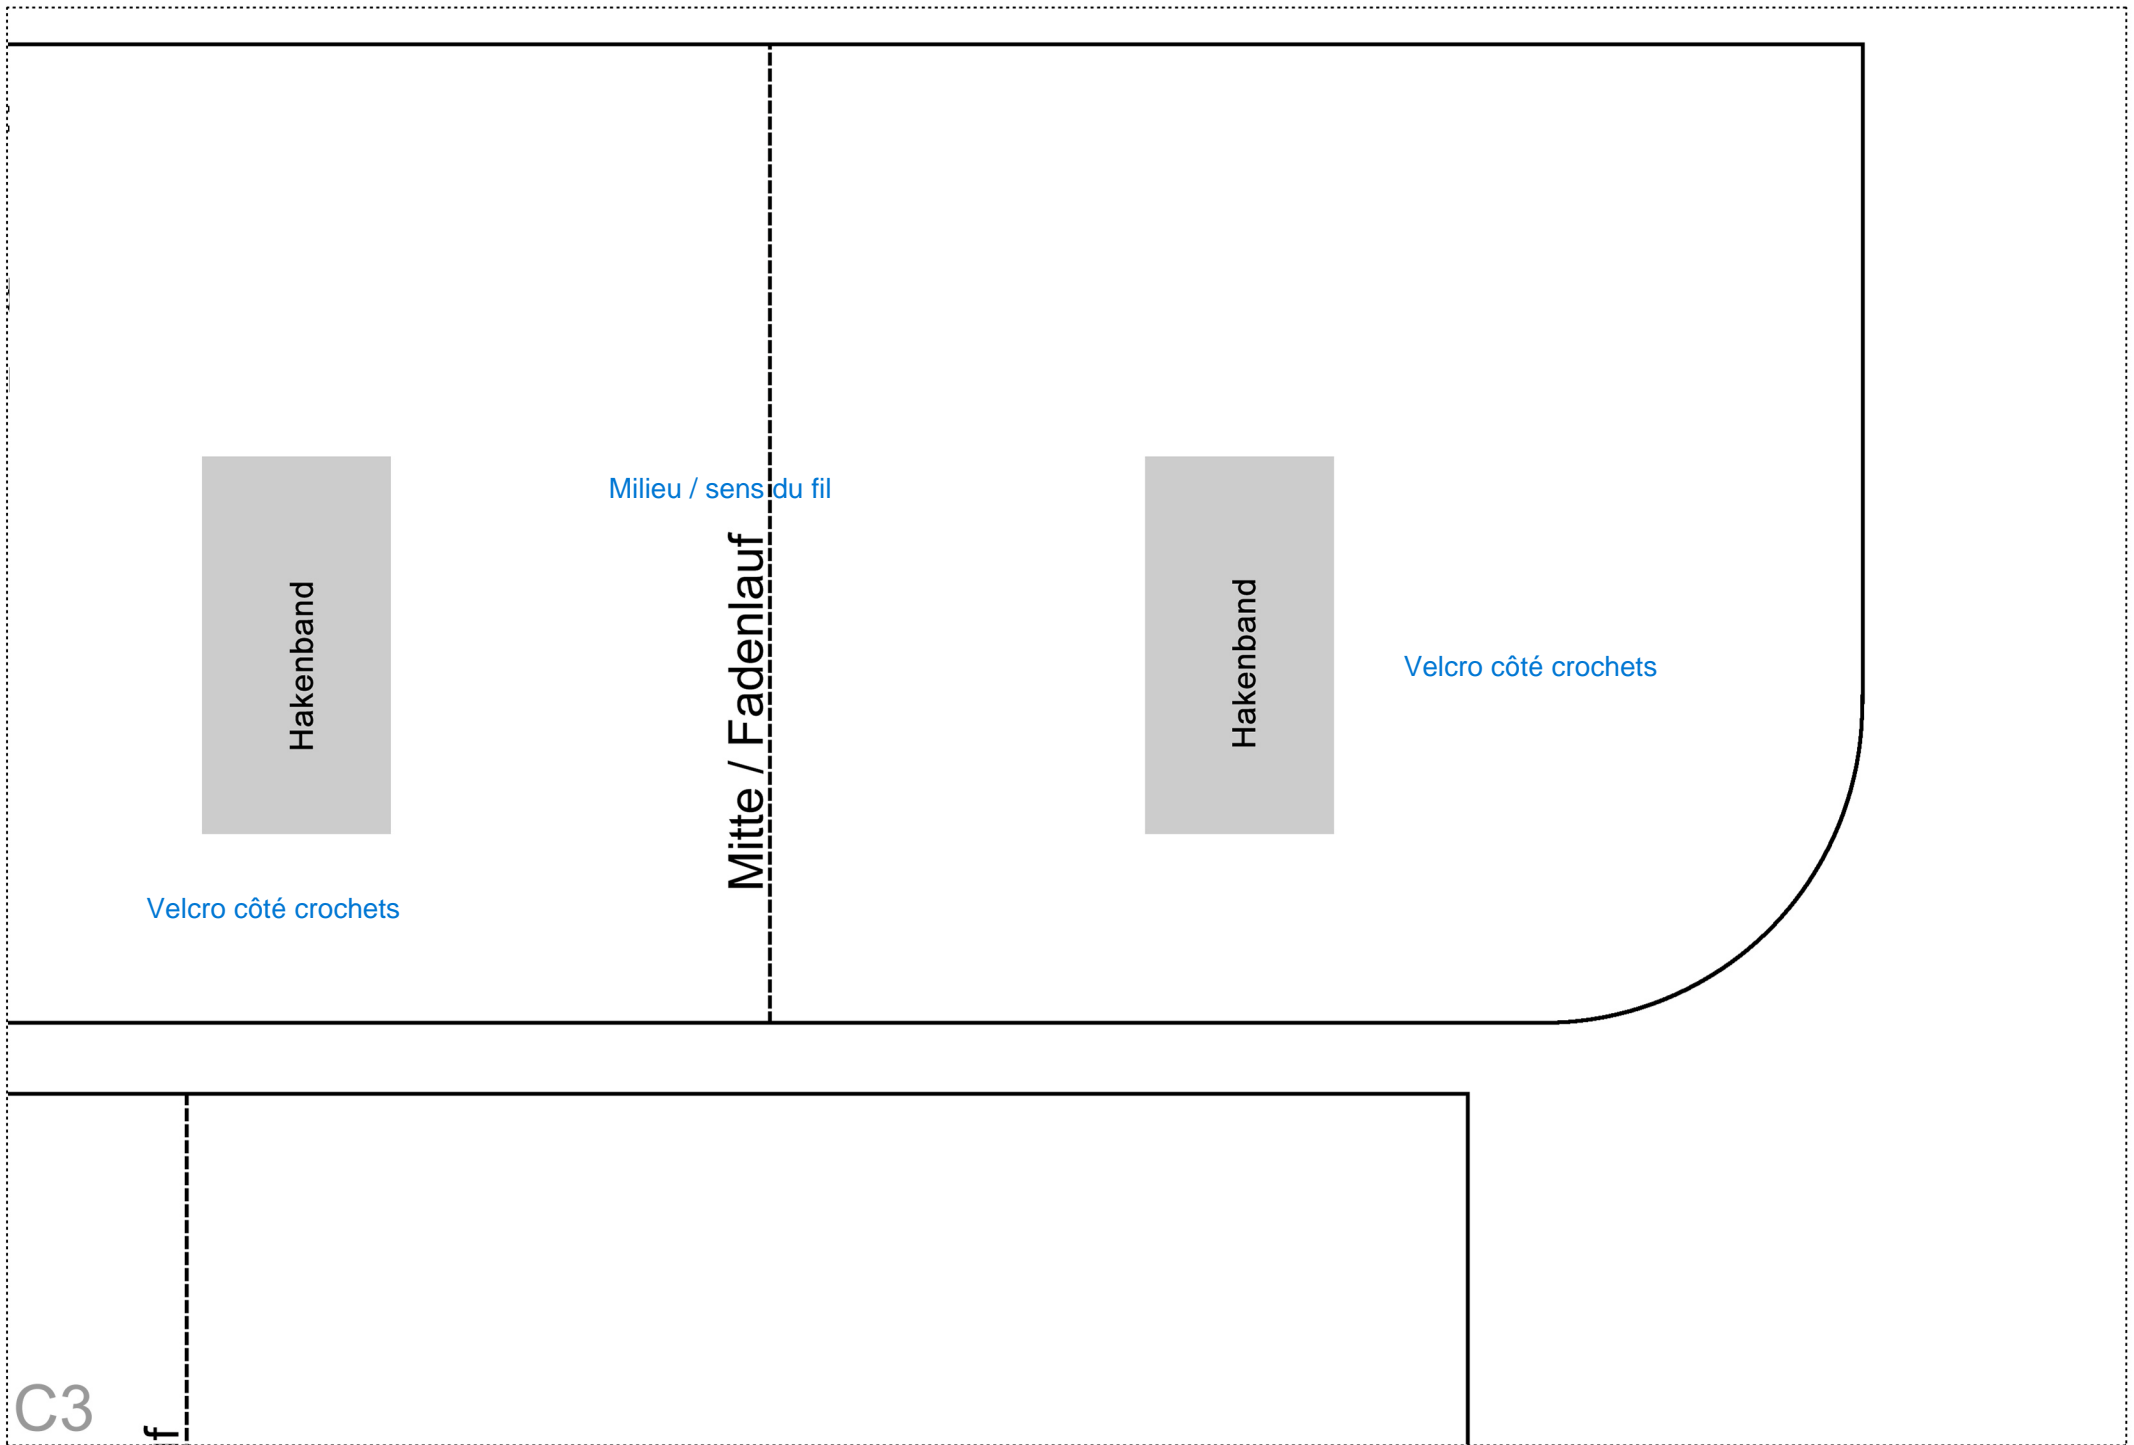 Milieu / sens du fil
Mitte / Fadenlauf
Hakenband
Hakenband
Velcro côté crochets
Velcro côté crochets
C3